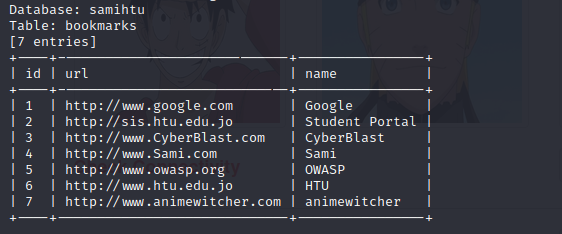 Database: samihtu
Table: bookmarks
[7 entries]
+----+-----------------------------+----------------+
| id | url | name |
+----+-----------------------------+----------------+
| 1 | http://www.google.com | Google |
| 2 | http://sis.htu.edu.jo | Student Portal |
| 3 | http://www.CyberBlast.com | CyberBlast |
| 4 | http://www.Sami.com | Sami |
| 5 | http://www.owasp.org | OWASP |
| 6 | http://www.htu.edu.jo | HTU |
| 7 | http://www.animewitcher.com | animewitcher |
+----+-----------------------------+----------------+